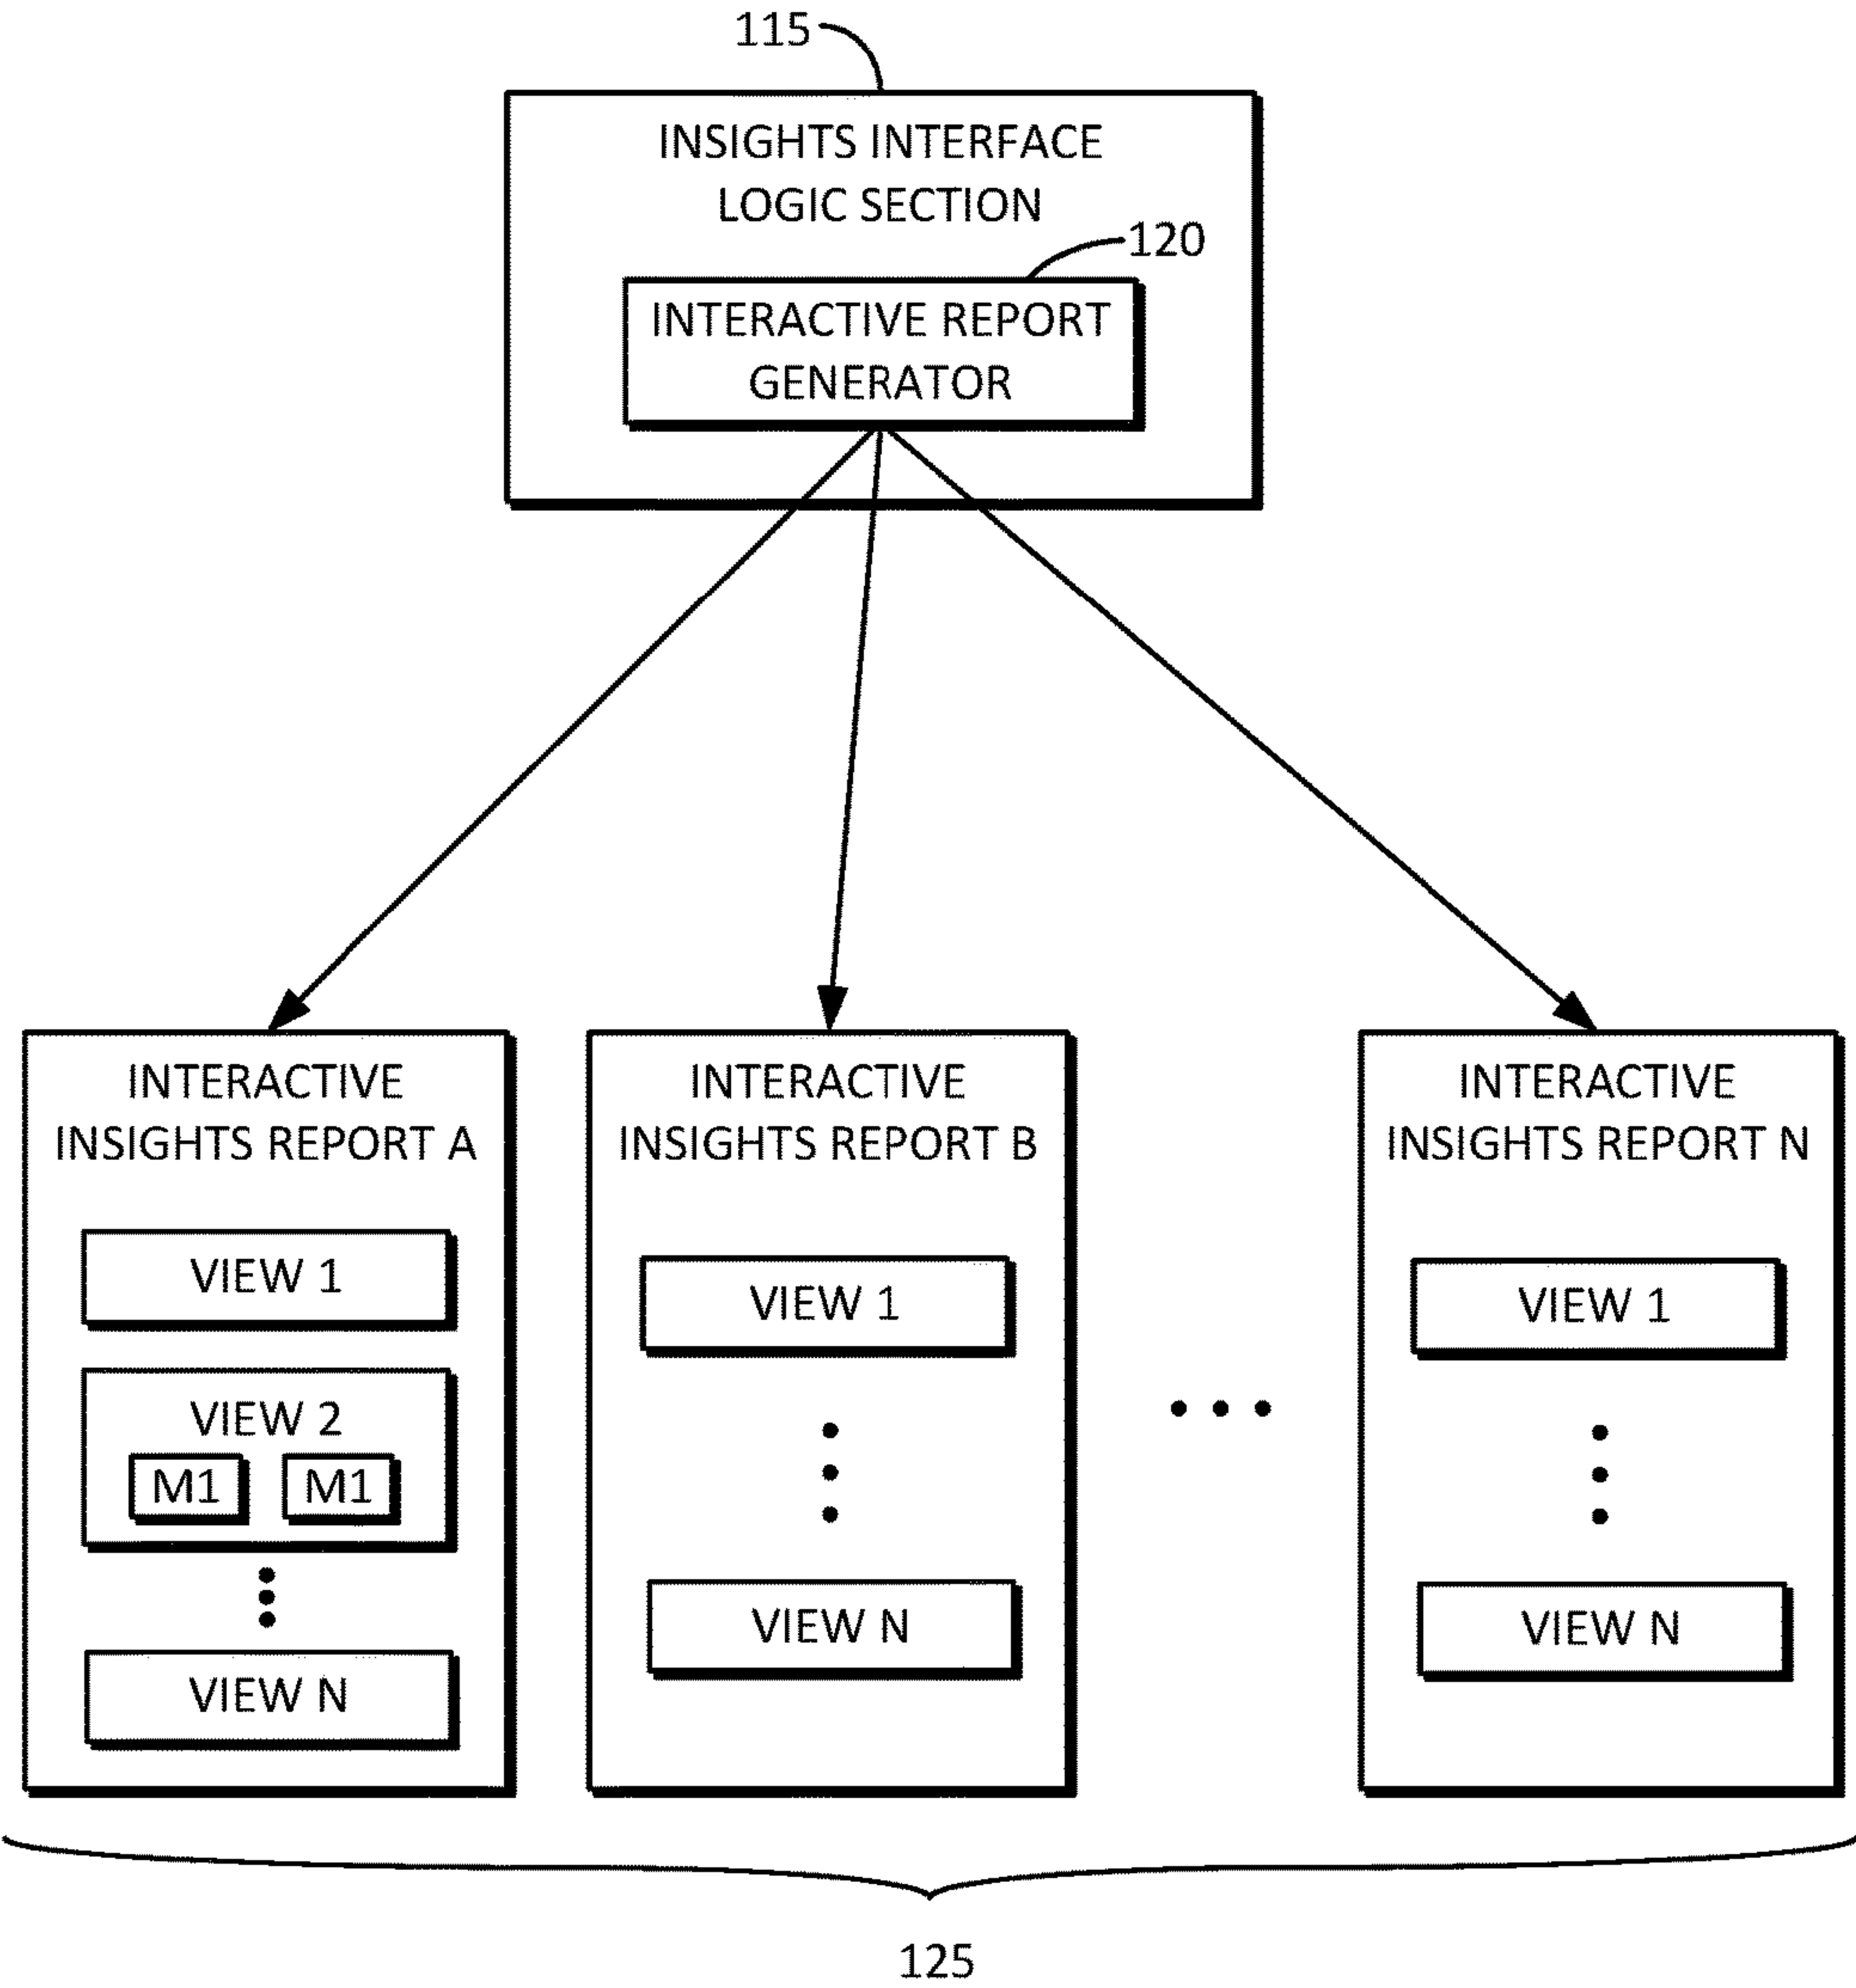 115
INSIGHTS INTERFACE
LOGIC SECTION
120
INTERACTIVE REPORT
GENERATOR
INTERACTIVE
INSIGHTS REPORT A
VIEW 1
VIEW 2
M1 M1
VIEW N
INTERACTIVE
INSIGHTS REPORT B
VIEW 1
VIEW N
INTERACTIVE
INSIGHTS REPORT N
VIEW 1
VIEW N
125